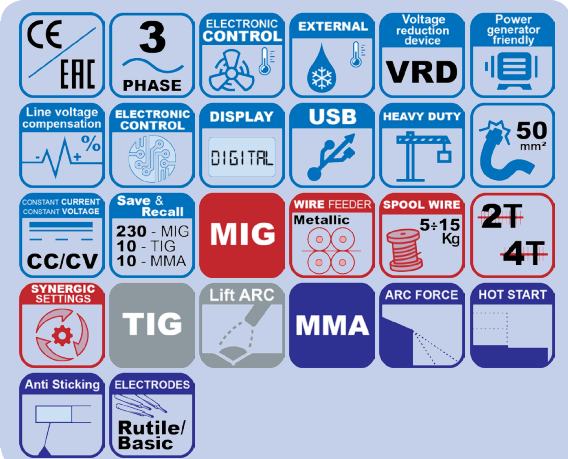 CE
EAC
3
PHASE
ELECTRONIC
CONTROL
EXTERNAL
Voltage
reduction
device
VRD
Power
generator
friendly
Line voltage
compensation
%
ELECTRONIC
CONTROL
DISPLAY
DIGITAL
USB
HEAVY DUTY
50
mm²
CONSTANT CURRENT
CONSTANT VOLTAGE
CC/CV
Save &
Recall
230 - MIG
10 - TIG
10 - MMA
MIG
WIRE FEEDER
Metallic
SPOOL WIRE
5÷15
Kg
2T
4T
SYNERGIC
SETTINGS
TIG
Lift ARC
MMA
ARC FORCE
HOT START
Anti Sticking
ELECTRODES
Rutile/
Basic